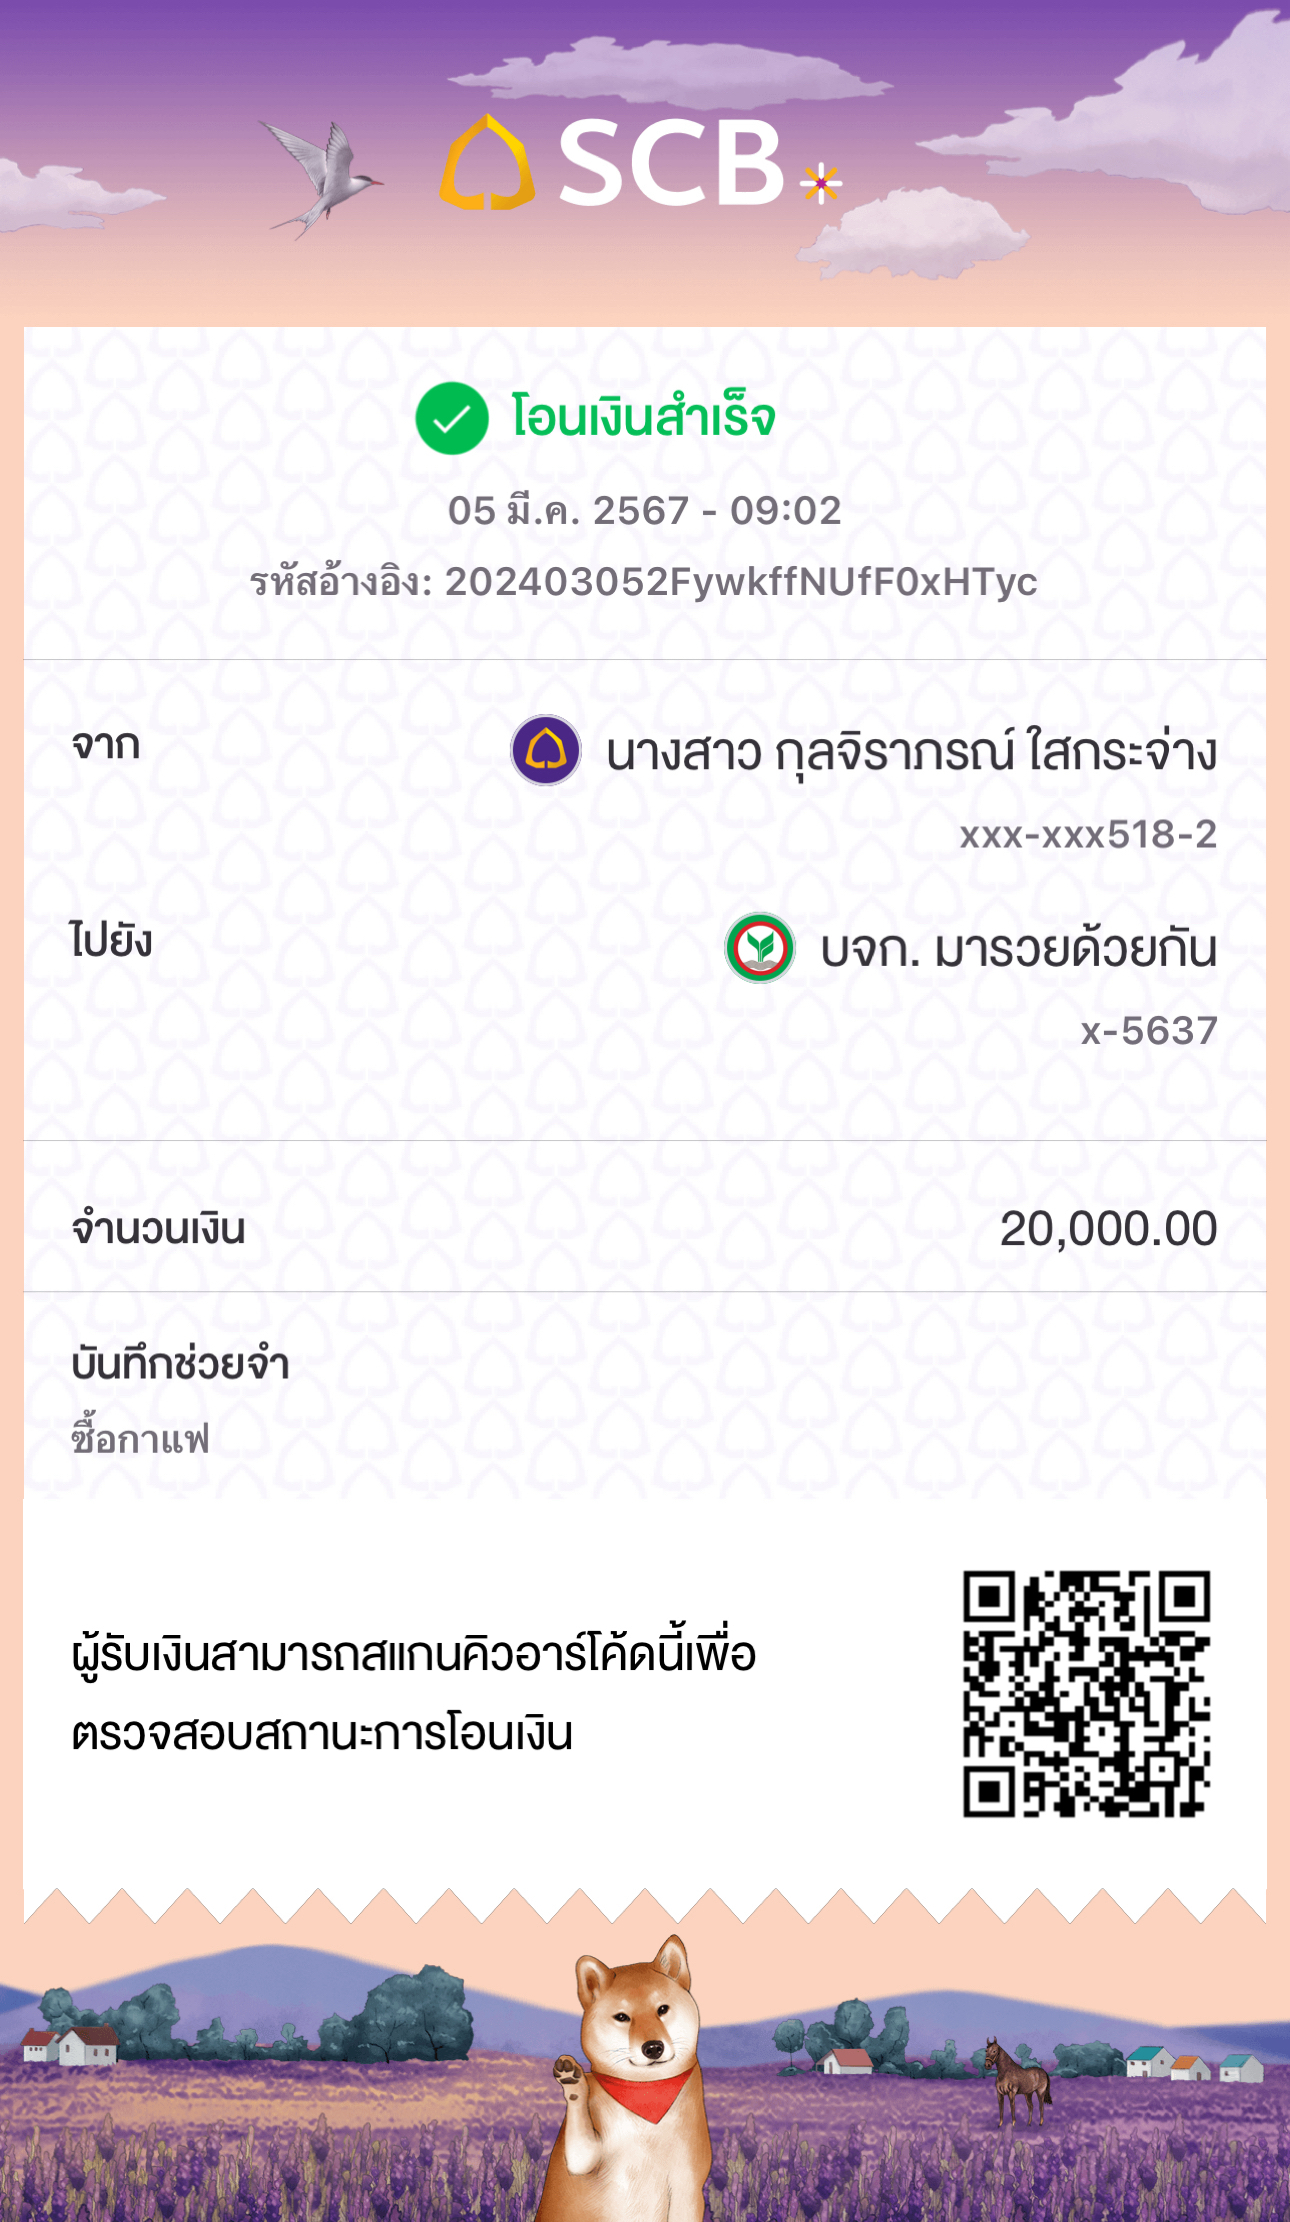 SCB
โอนเงินสำเร็จ
05 มี.ค. 2567 - 09:02
รหัสอ้างอิง: 202403052FywkffNUfF0xHTyc
จาก นางสาว กุลจิราภรณ์ ใสกระจ่าง
xxx-xxx518-2
ไปยัง บจก. มารวยด้วยกัน
x-5637
จำนวนเงิน 20,000.00
บันทึกช่วยจำ
ซื้อกาแฟ
ผู้รับเงินสามารถสแกนคิวอาร์โค้ดนี้เพื่อ
ตรวจสอบสถานะการโอนเงิน